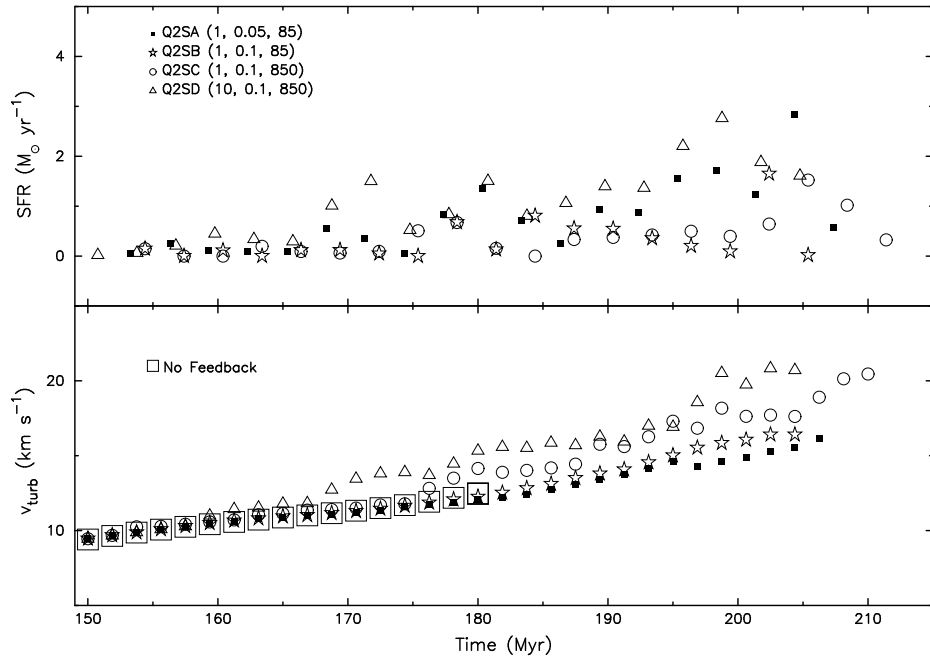 Q2SA (1, 0.05, 85)
Q2SB (1, 0.1, 85)
Q2SC (1, 0.1, 850)
Q2SD (10, 0.1, 850)
4
2
0
SFR (M⊙ yr⁻¹)
No Feedback
20
10
v_turb (km s⁻¹)
150 160 170 180 190 200 210
Time (Myr)